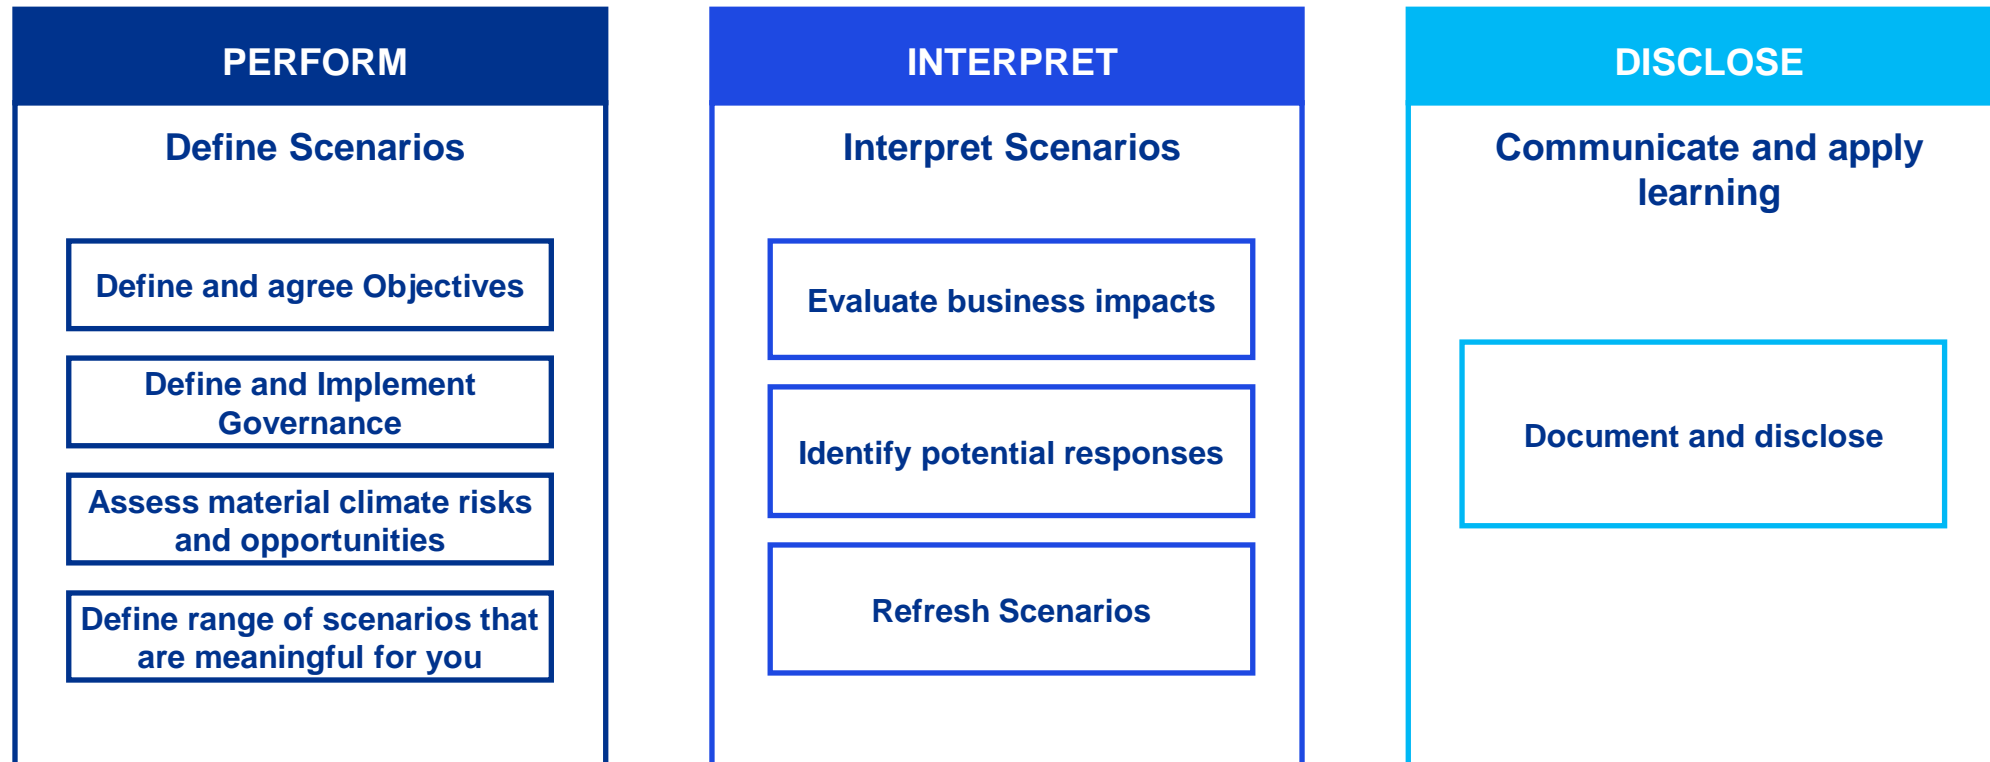 PERFORM
Define Scenarios
Define and agree Objectives
Define and Implement
Governance
Assess material climate risks
and opportunities
Define range of scenarios that
are meaningful for you
INTERPRET
Interpret Scenarios
Evaluate business impacts
Identify potential responses
Refresh Scenarios
DISCLOSE
Communicate and apply
learning
Document and disclose